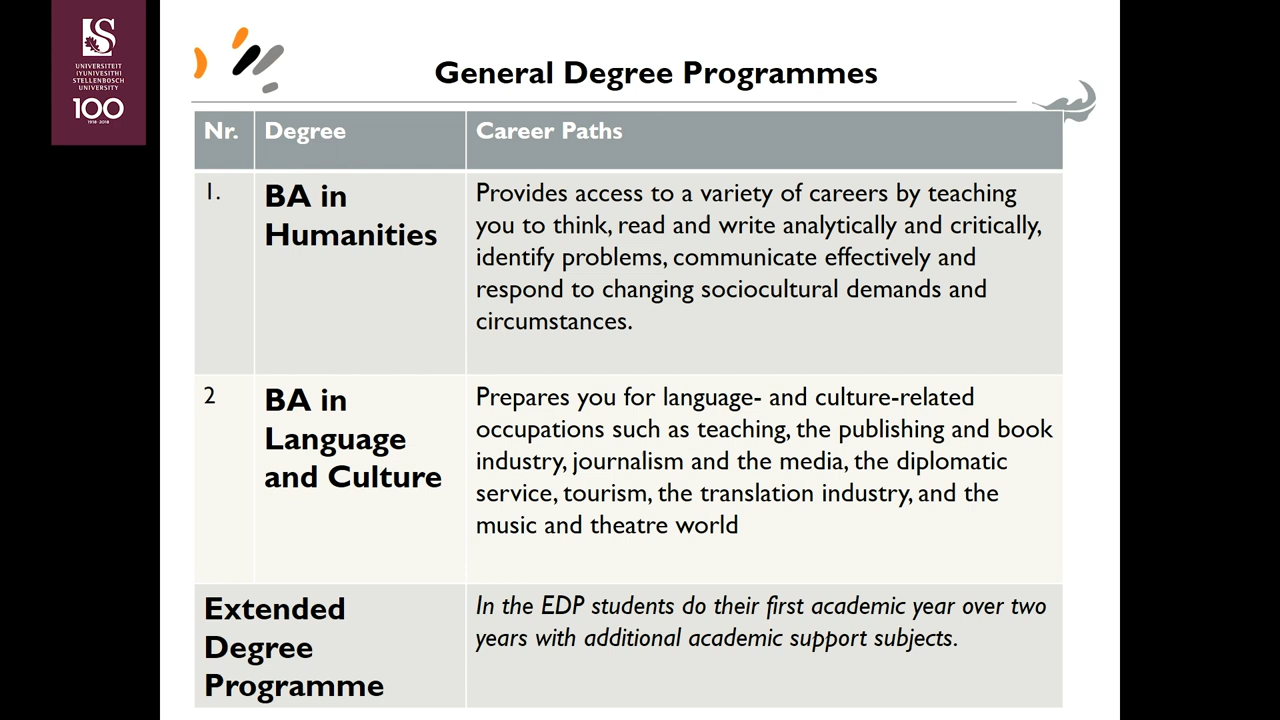 UNIVERSITEIT
IYUNIVESITHI
STELLENBOSCH
UNIVERSITY
100
1918 · 2018
General Degree Programmes
Nr.
Degree
Career Paths
1.
BA in
Humanities
Provides access to a variety of careers by teaching
you to think, read and write analytically and critically,
identify problems, communicate effectively and
respond to changing sociocultural demands and
circumstances.
2
BA in
Language
and Culture
Prepares you for language- and culture-related
occupations such as teaching, the publishing and book
industry, journalism and the media, the diplomatic
service, tourism, the translation industry, and the
music and theatre world
Extended
Degree
Programme
In the EDP students do their first academic year over two
years with additional academic support subjects.